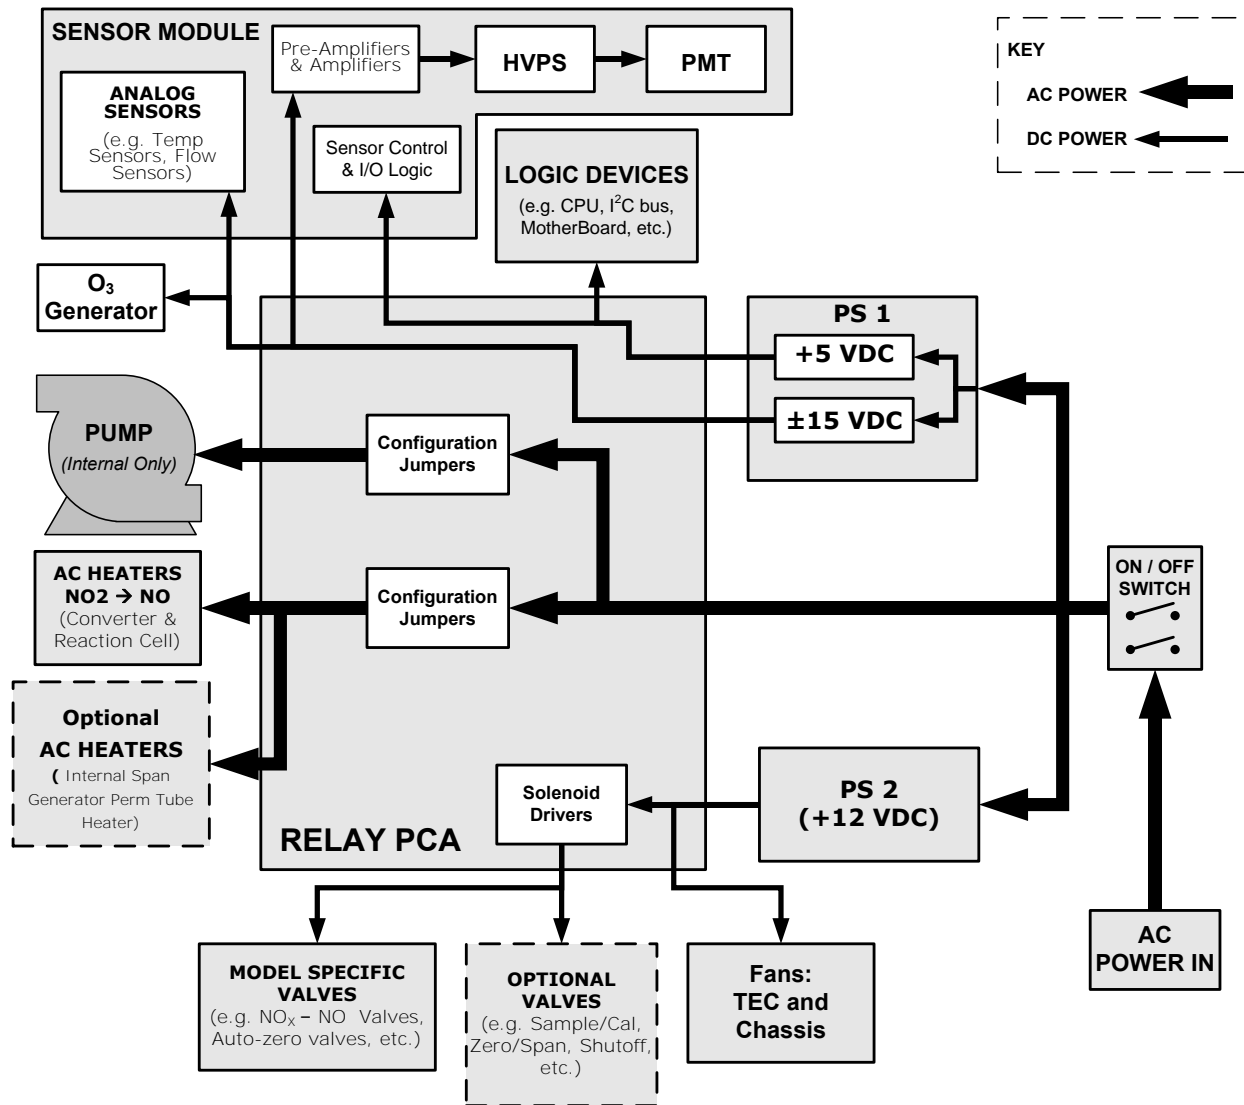 SENSOR MODULE
Pre-Amplifiers
& Amplifiers
HVPS
PMT
KEY
AC POWER
DC POWER
ANALOG
SENSORS
(e.g. Temp
Sensors, Flow
Sensors)
Sensor Control
& I/O Logic
LOGIC DEVICES
(e.g. CPU, I²C bus,
MotherBoard, etc.)
O₃
Generator
PS 1
+5 VDC
±15 VDC
PUMP
(Internal Only)
Configuration
Jumpers
AC HEATERS
NO2 → NO
(Converter &
Reaction Cell)
Configuration
Jumpers
ON / OFF
SWITCH
Optional
AC HEATERS
( Internal Span
Generator Perm Tube
Heater)
Solenoid
Drivers
PS 2
(+12 VDC)
RELAY PCA
AC
POWER IN
MODEL SPECIFIC
VALVES
(e.g. NOₓ – NO Valves,
Auto-zero valves, etc.)
OPTIONAL
VALVES
(e.g. Sample/Cal,
Zero/Span, Shutoff,
etc.)
Fans:
TEC and
Chassis